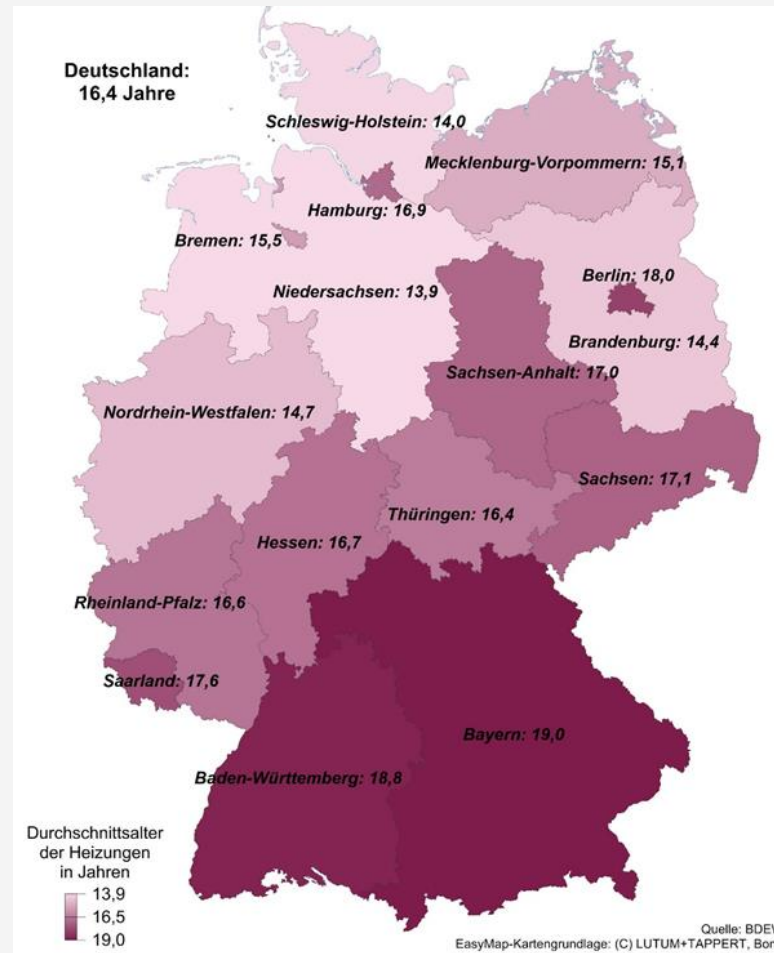 Deutschland:
16,4 Jahre
Schleswig-Holstein: 14,0
Mecklenburg-Vorpommern: 15,1
Hamburg: 16,9
Bremen: 15,5
Berlin: 18,0
Niedersachsen: 13,9
Brandenburg: 14,4
Sachsen-Anhalt: 17,0
Nordrhein-Westfalen: 14,7
Sachsen: 17,1
Thüringen: 16,4
Hessen: 16,7
Rheinland-Pfalz: 16,6
Saarland: 17,6
Bayern: 19,0
Baden-Württemberg: 18,8
Durchschnittsalter
der Heizungen
in Jahren
13,9
16,5
19,0
Quelle:
EasyMap-Kartengrundlage: (C) LUTUM+TAPPERT,